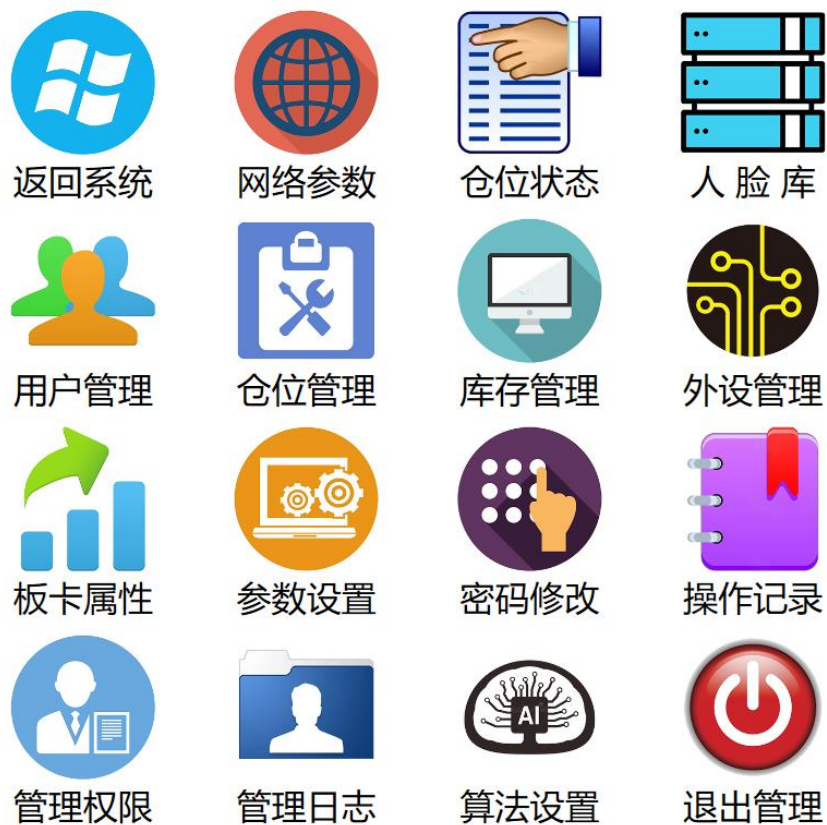 返回系统 网络参数 仓位状态 人脸库
用户管理 仓位管理 库存管理 外设管理
板卡属性 参数设置 密码修改 操作记录
AI
管理权限 管理日志 算法设置 退出管理